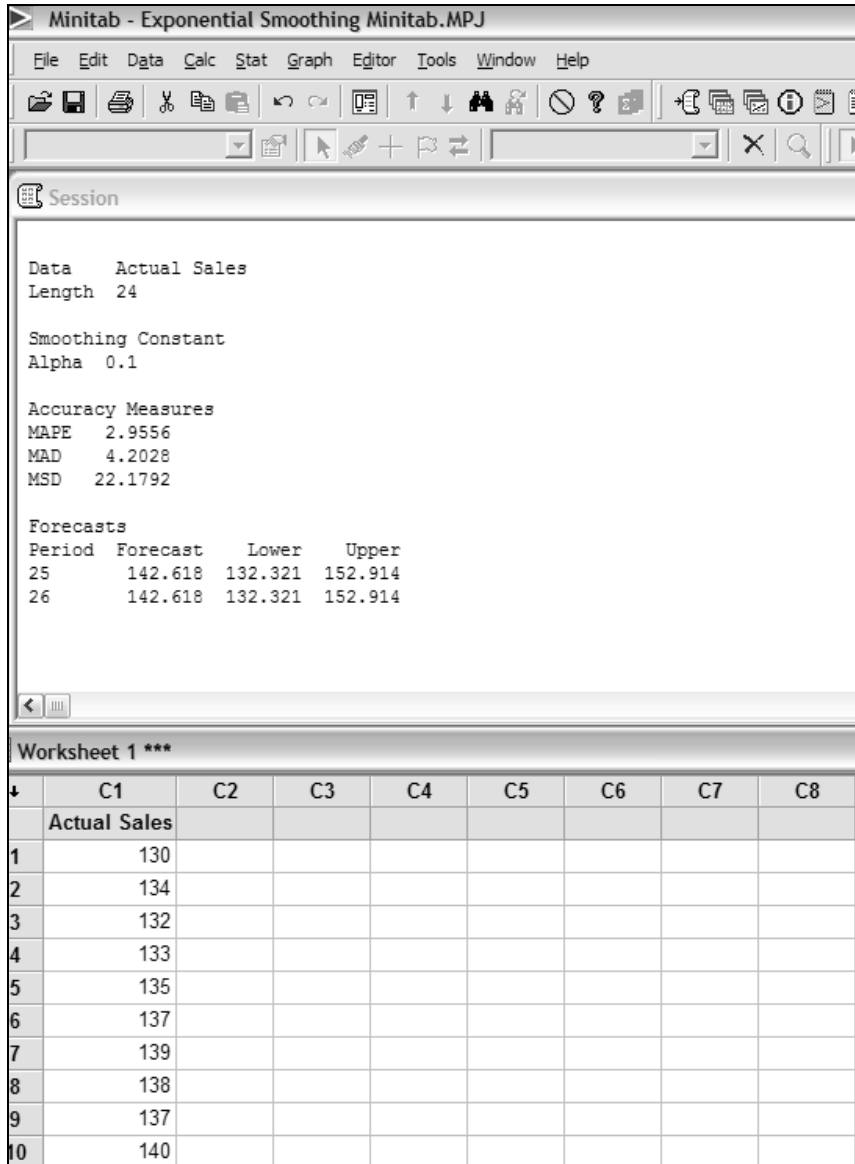 Minitab - Exponential Smoothing Minitab.MPJ
File Edit Data Calc Stat Graph Editor Tools Window Help
Session
Data Actual Sales
Length 24
Smoothing Constant
Alpha 0.1
Accuracy Measures
MAPE 2.9556
MAD 4.2028
MSD 22.1792
Forecasts
Period Forecast Lower Upper
25 142.618 132.321 152.914
26 142.618 132.321 152.914
Worksheet 1 ***
C1 C2 C3 C4 C5 C6 C7 C8
Actual Sales
1 130
2 134
3 132
4 133
5 135
6 137
7 139
8 138
9 137
10 140